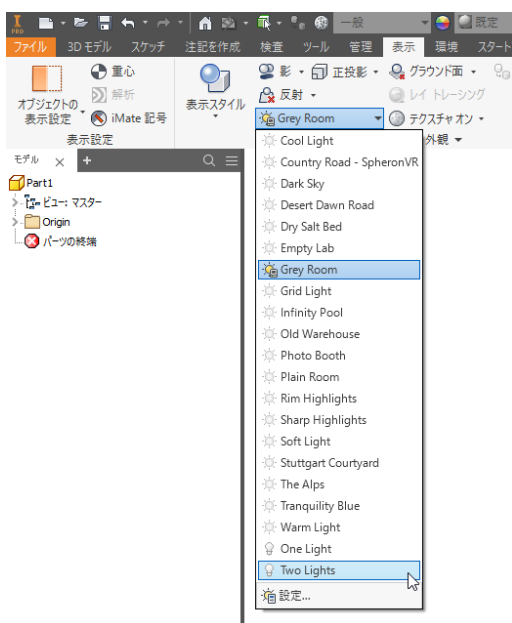 PRO
一般
既定
ファイル 3D モデル スケッチ 注記を作成 検査 ツール 管理 表示 環境 スタート
重心
解析
iMate 記号
オブジェクトの
表示設定
表示設定
表示スタイル
影 正投影 グラウンド面
反射 レイ トレーシング
Grey Room テクスチャ オン
外観
モデル
Part1
ビュー: マスター
Origin
パーツの終端
Cool Light
Country Road - SpheronVR
Dark Sky
Desert Dawn Road
Dry Salt Bed
Empty Lab
Grey Room
Grid Light
Infinity Pool
Old Warehouse
Photo Booth
Plain Room
Rim Highlights
Sharp Highlights
Soft Light
Stuttgart Courtyard
The Alps
Tranquility Blue
Warm Light
One Light
Two Lights
設定...